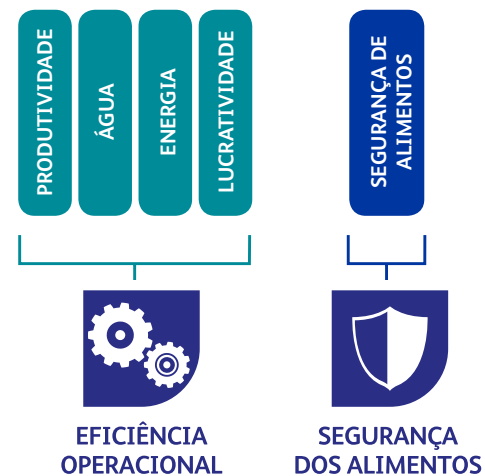 PRODUTIVIDADE
ÁGUA
ENERGIA
LUCRATIVIDADE
SEGURANÇA DE
ALIMENTOS
EFICIÊNCIA
OPERACIONAL
SEGURANÇA
DOS ALIMENTOS